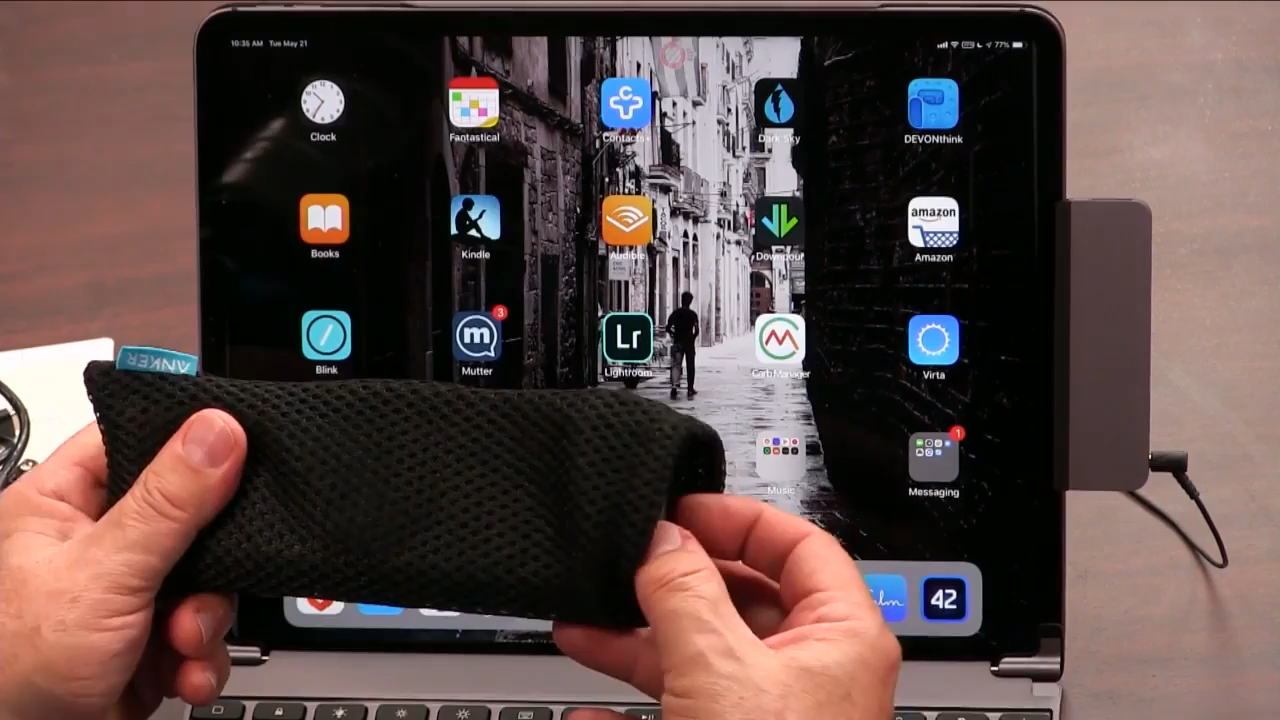 10:35 AM Tue May 21
77%
Clock
Fantastical
Contacts+
Dark Sky
DEVONthink
Books
Kindle
Audible
Downpour
amazon
Amazon
Blink
m
3
Mutter
Lr
Lightroom
Carb Manager
Virta
ANKER
Music
1
Messaging
42